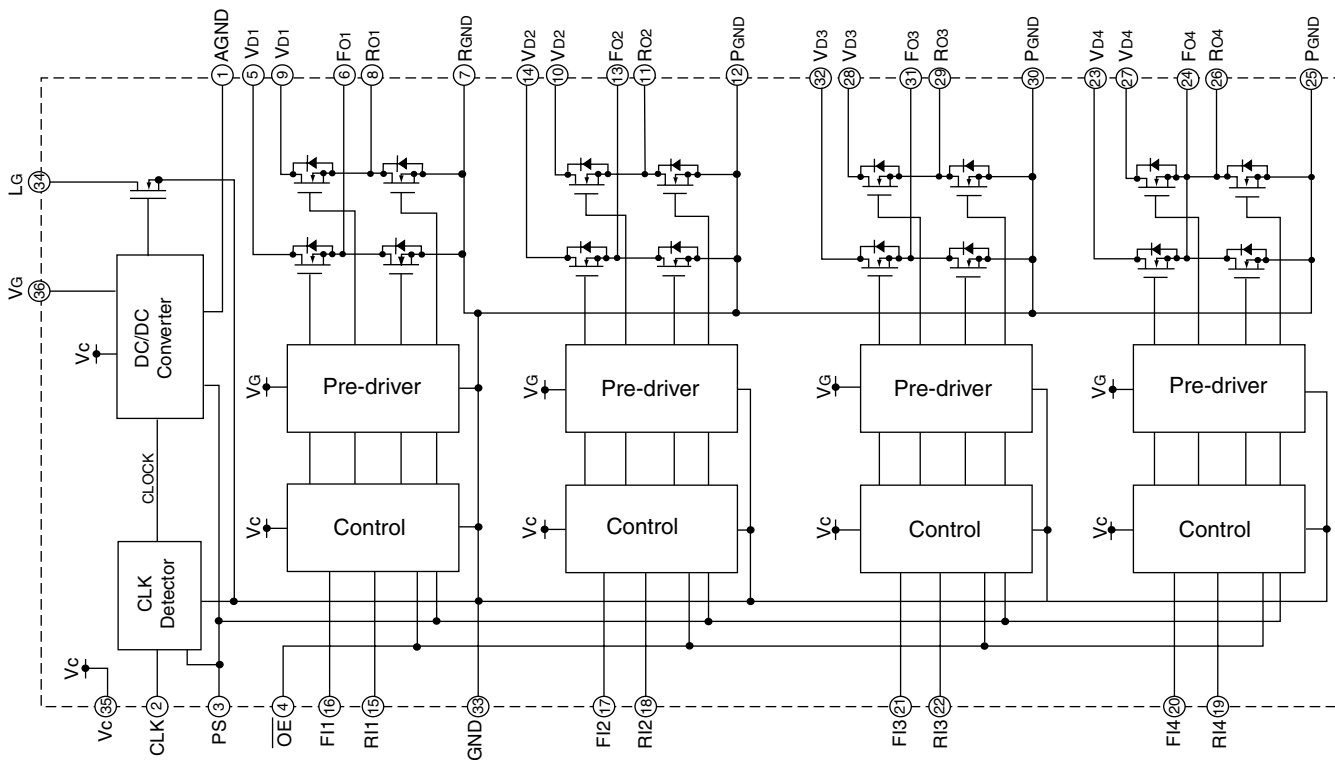 AGND
1
VD1
5
VD1
9
FO1
6
RO1
8
RGND
7
VD2
14
VD2
10
FO2
13
RO2
11
PGND
12
VD3
32
VD3
28
FO3
31
RO3
29
PGND
30
VD4
23
VD4
27
FO4
24
RO4
26
PGND
25
LG
34
VG
36
VC
DC/DC
Converter
VG
Pre-driver
VG
Pre-driver
VG
Pre-driver
VG
Pre-driver
CLOCK
VC
Control
VC
Control
VC
Control
VC
Control
CLK
Detector
VC
VC
35
CLK
2
PS
3
OE
4
FI1
16
RI1
15
GND
33
FI2
17
RI2
18
FI3
21
RI3
22
FI4
20
RI4
19